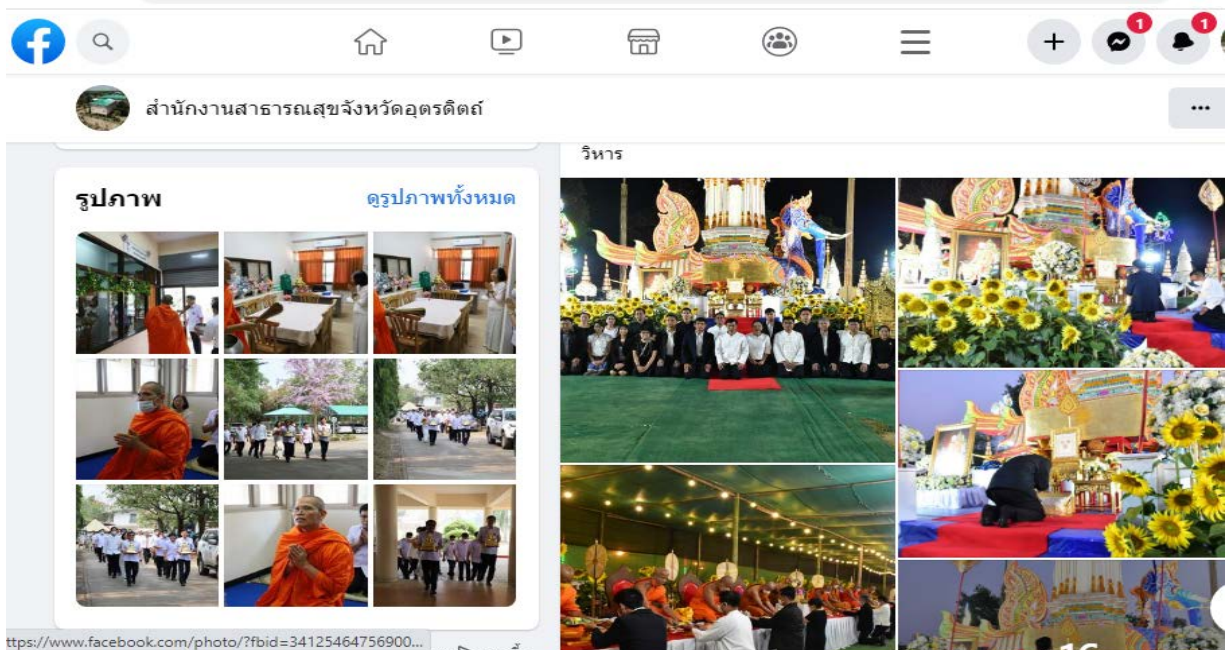 1
1
สำนักงานสาธารณสุขจังหวัดอุตรดิตถ์
วิหาร
รูปภาพ
ดูรูปภาพทั้งหมด
ttps://www.facebook.com/photo/?fbid=34125464756900...